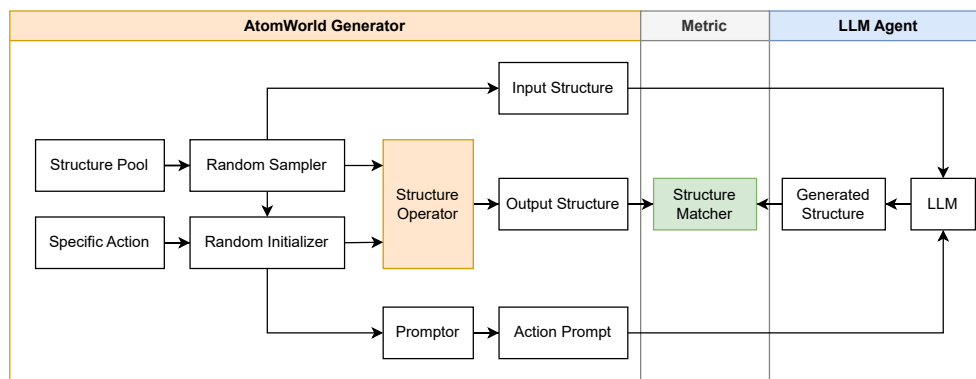 AtomWorld Generator
Metric
LLM Agent
Input Structure
Structure Pool
Random Sampler
Structure
Operator
Output Structure
Structure
Matcher
Generated
Structure
LLM
Specific Action
Random Initializer
Promptor
Action Prompt